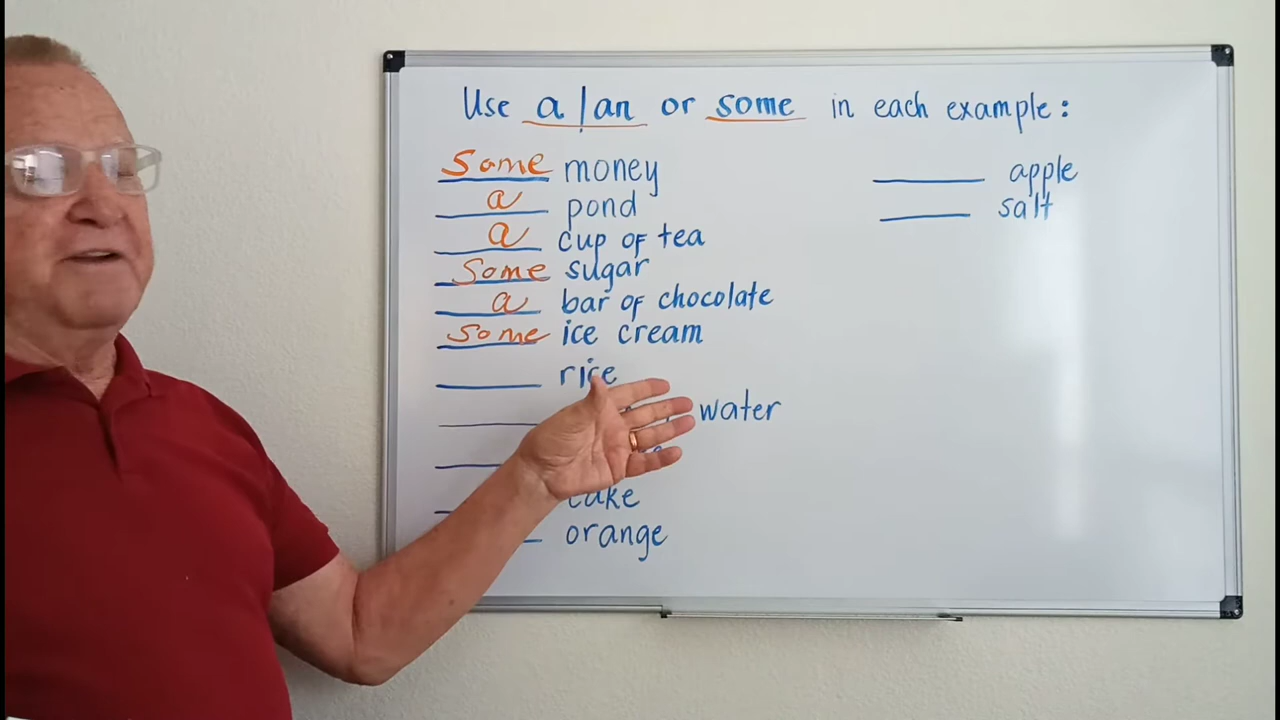 Use a/an or some in each example:
Some money
a pond
a cup of tea
Some sugar
a bar of chocolate
Some ice cream
rice
water
cake
orange
apple
salt